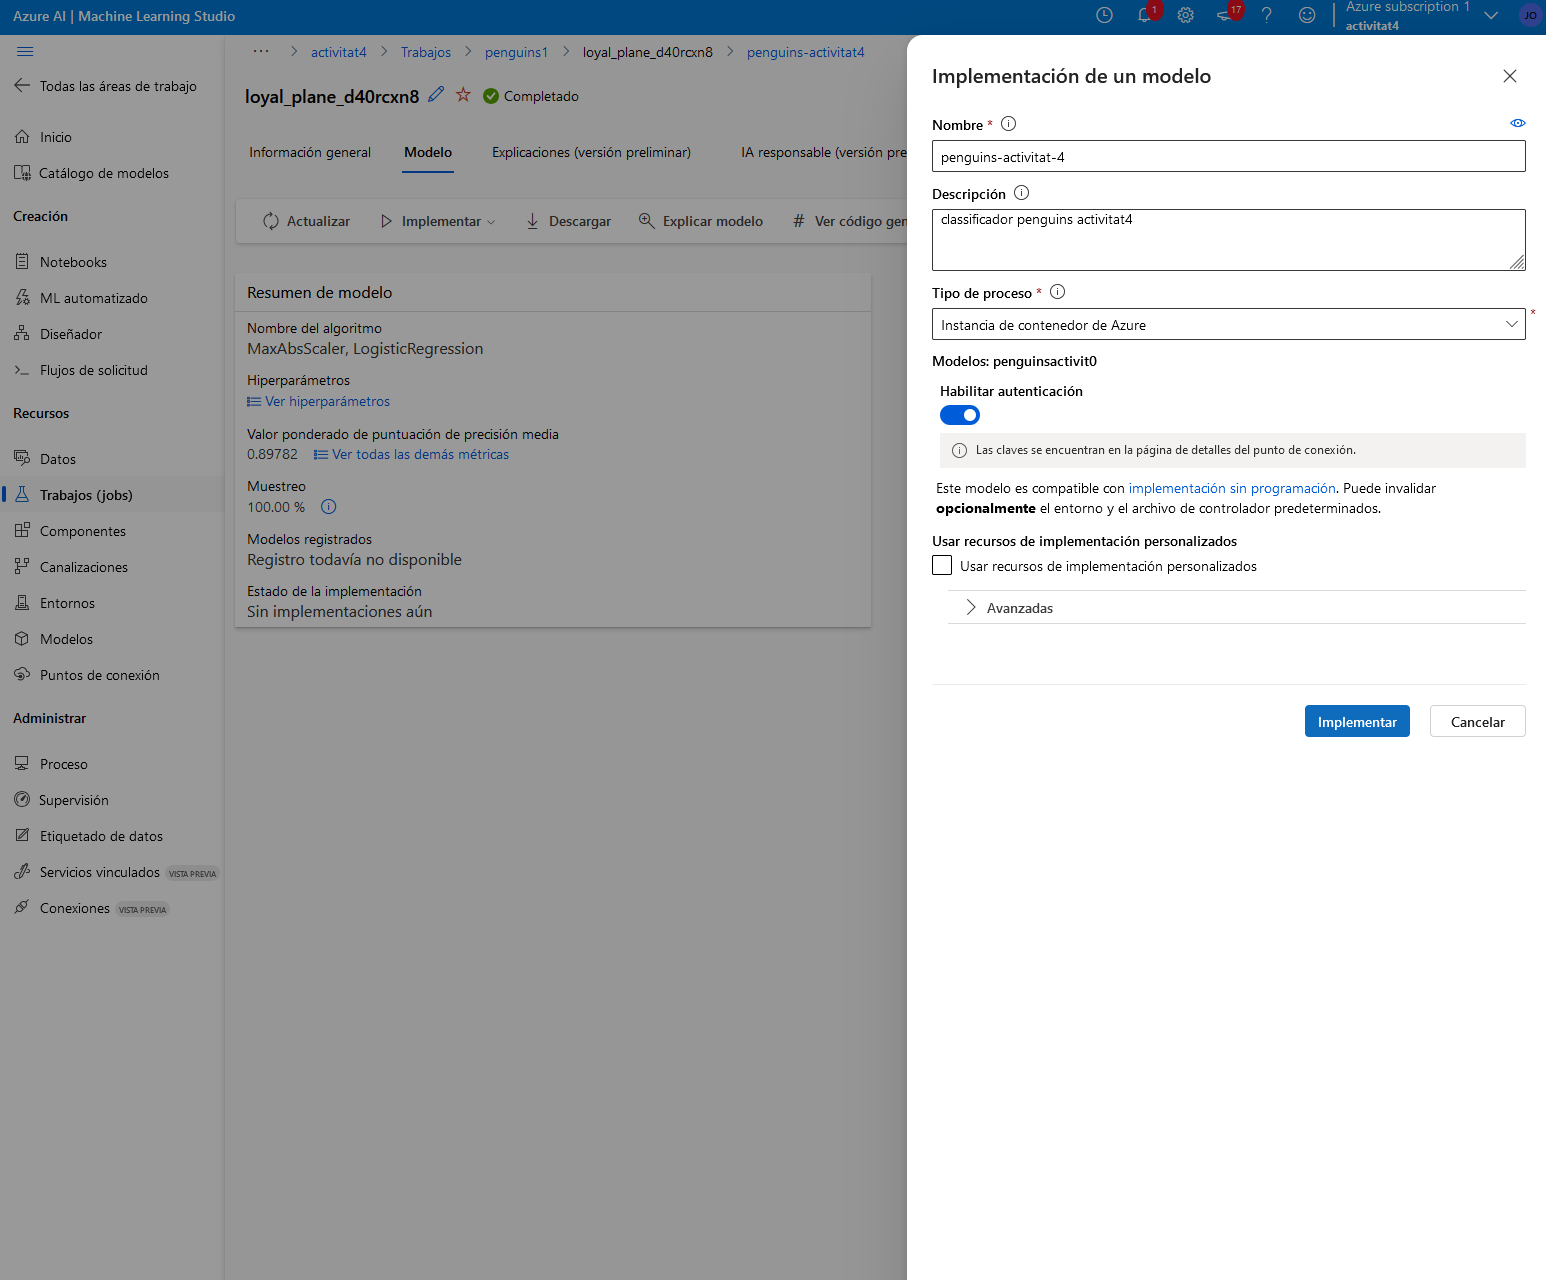 Azure AI | Machine Learning Studio
1
17
Azure subscription 1
activitat4
JO
Todas las áreas de trabajo
Inicio
Catálogo de modelos
Creación
Notebooks
ML automatizado
Diseñador
Flujos de solicitud
Recursos
Datos
Trabajos (jobs)
Componentes
Canalizaciones
Entornos
Modelos
Puntos de conexión
Administrar
Proceso
Supervisión
Etiquetado de datos
Servicios vinculados VISTA PREVIA
Conexiones VISTA PREVIA
··· > activitat4 > Trabajos > penguins1 > loyal_plane_d40rcxn8 > penguins-activitat4
loyal_plane_d40rcxn8 Completado
Información general Modelo Explicaciones (versión preliminar) IA responsable (versión pre
Actualizar Implementar Descargar Explicar modelo # Ver código gen
Resumen de modelo
Nombre del algoritmo
MaxAbsScaler, LogisticRegression
Hiperparámetros
Ver hiperparámetros
Valor ponderado de puntuación de precisión media
0.89782 Ver todas las demás métricas
Muestreo
100.00 %
Modelos registrados
Registro todavía no disponible
Estado de la implementación
Sin implementaciones aún
Implementación de un modelo
Nombre *
penguins-activitat-4
Descripción
classificador penguins activitat4
Tipo de proceso *
Instancia de contenedor de Azure *
Modelos: penguinsactivit0
Habilitar autenticación
Las claves se encuentran en la página de detalles del punto de conexión.
Este modelo es compatible con implementación sin programación. Puede invalidar
opcionalmente el entorno y el archivo de controlador predeterminados.
Usar recursos de implementación personalizados
Usar recursos de implementación personalizados
Avanzadas
Implementar Cancelar